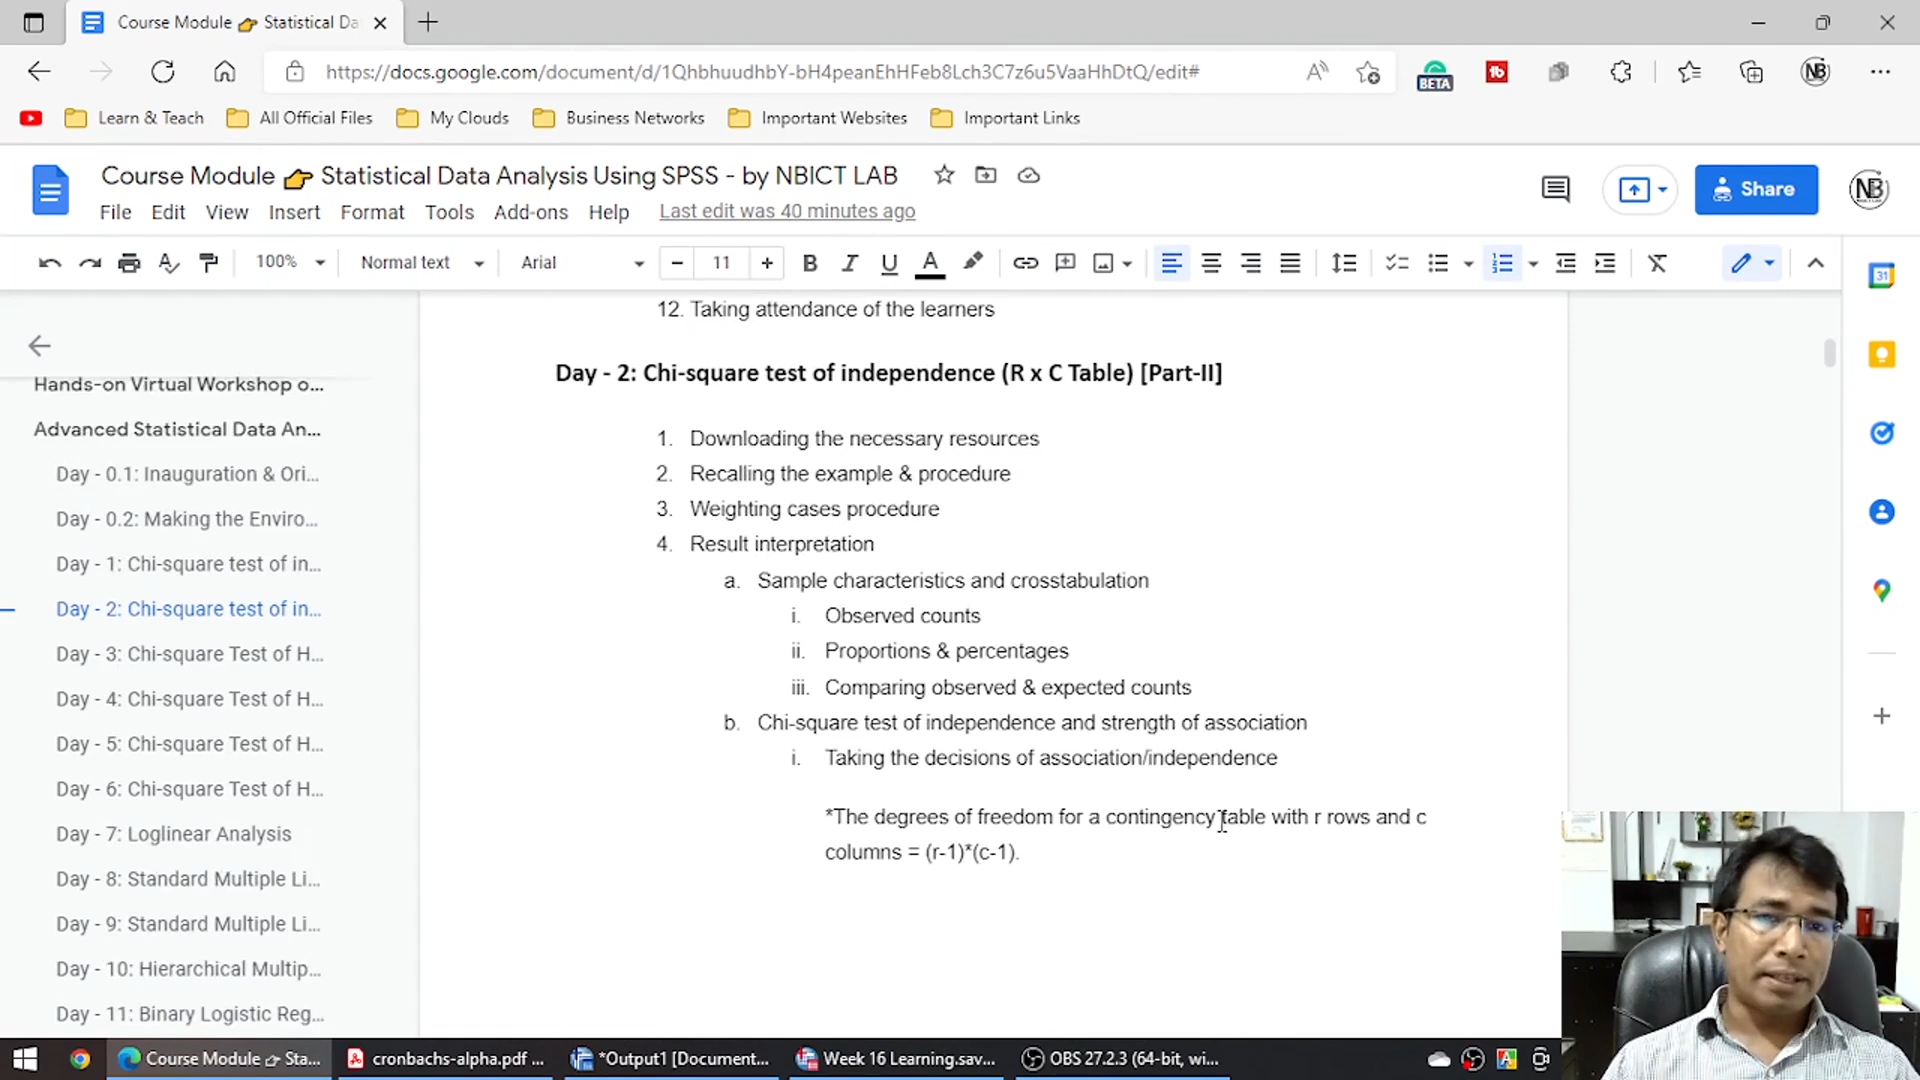 Course Module 👉 Statistical Da
https://docs.google.com/document/d/1QhbhuudhbY-bH4peanEhHFeb8Lch3C7z6u5VaaHhDtQ/edit#
BETA
Learn & Teach
All Official Files
My Clouds
Business Networks
Important Websites
Important Links
Course Module 👉 Statistical Data Analysis Using SPSS - by NBICT LAB
Share
File Edit View Insert Format Tools Add-ons Help Last edit was 40 minutes ago
100% Normal text Arial 11
31
12. Taking attendance of the learners
Day - 2: Chi-square test of independence (R x C Table) [Part-II]
1. Downloading the necessary resources
2. Recalling the example & procedure
3. Weighting cases procedure
4. Result interpretation
a. Sample characteristics and crosstabulation
i. Observed counts
ii. Proportions & percentages
iii. Comparing observed & expected counts
b. Chi-square test of independence and strength of association
i. Taking the decisions of association/independence
*The degrees of freedom for a contingency table with r rows and c
columns = (r-1)*(c-1).
Hands-on Virtual Workshop o...
Advanced Statistical Data An...
Day - 0.1: Inauguration & Ori...
Day - 0.2: Making the Enviro...
Day - 1: Chi-square test of in...
Day - 2: Chi-square test of in...
Day - 3: Chi-square Test of H...
Day - 4: Chi-square Test of H...
Day - 5: Chi-square Test of H...
Day - 6: Chi-square Test of H...
Day - 7: Loglinear Analysis
Day - 8: Standard Multiple Li...
Day - 9: Standard Multiple Li...
Day - 10: Hierarchical Multip...
Day - 11: Binary Logistic Reg...
Course Module 👉 Sta...
cronbachs-alpha.pdf ...
*Output1 [Document...
Week 16 Learning.sav...
OBS 27.2.3 (64-bit, wi...